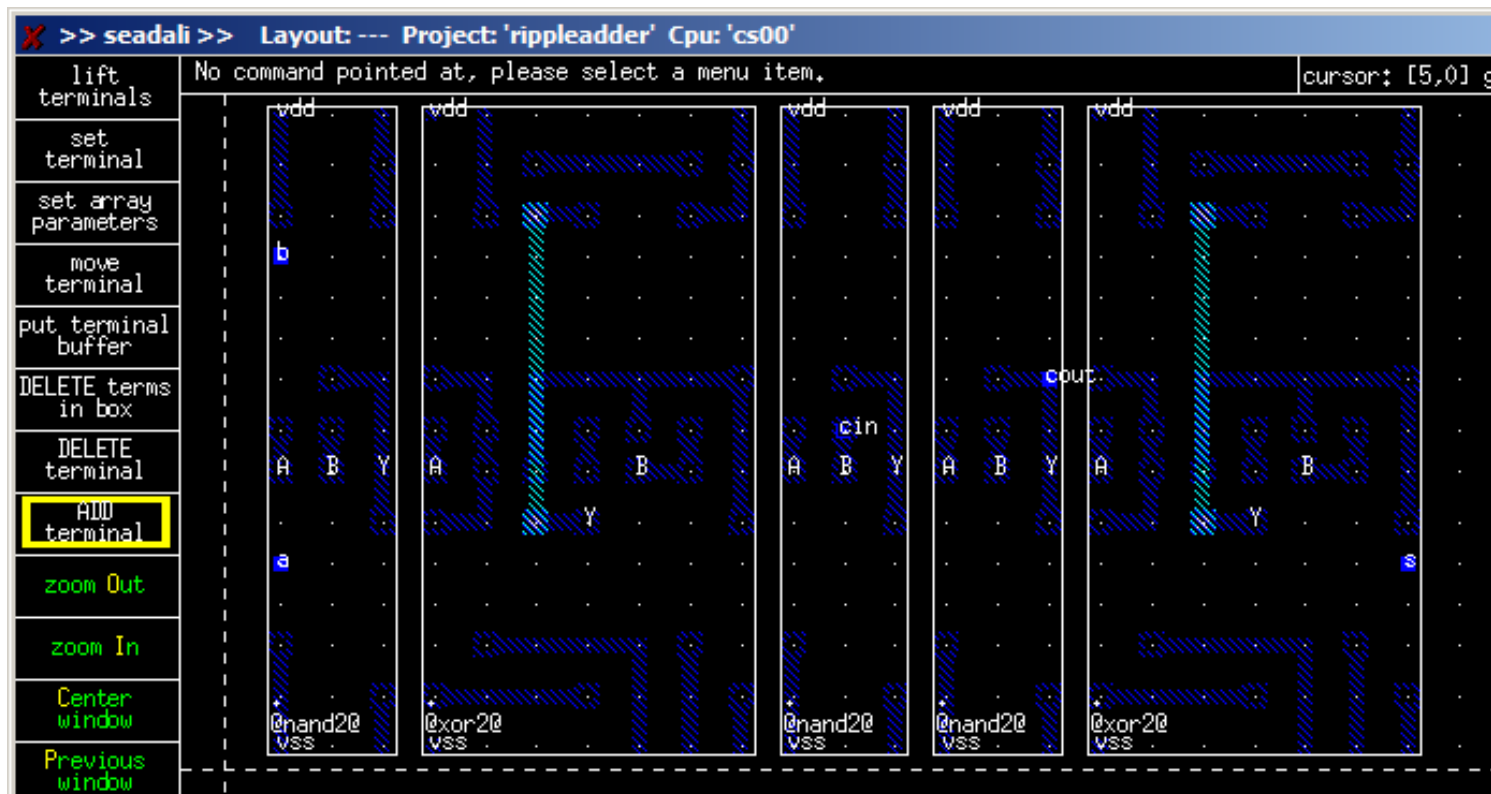 >> seadali >> Layout: --- Project: 'rippleadder' Cpu: 'cs00'
No command pointed at, please select a menu item.
cursor: [5,0] g
lift
terminals
set
terminal
set array
parameters
move
terminal
put terminal
buffer
DELETE terms
in box
DELETE
terminal
ADD
terminal
zoom Out
zoom In
Center
window
Previous
window
vdd vdd vdd vdd vdd
b
cout
cin
A B Y A B A B Y A B Y A B
Y Y
a s
@nand2@ @xor2@ @nand2@ @nand2@ @xor2@
vss vss vss vss vss